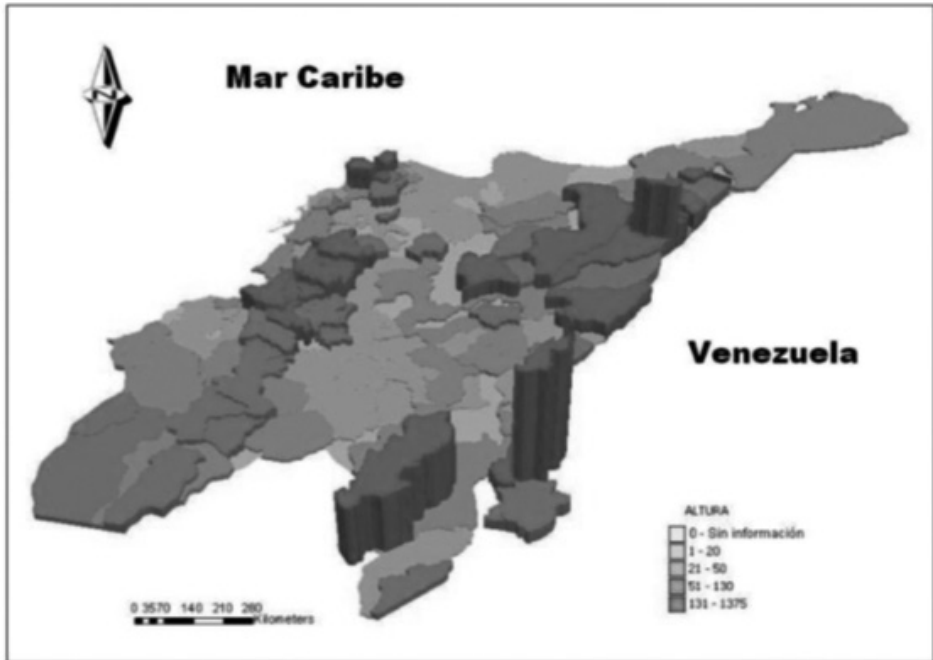 Mar Caribe
N
Venezuela
ALTURA
0 - Sin información
1 - 20
21 - 50
51 - 130
131 - 1375
0 3570 140 210 280
Kilometers